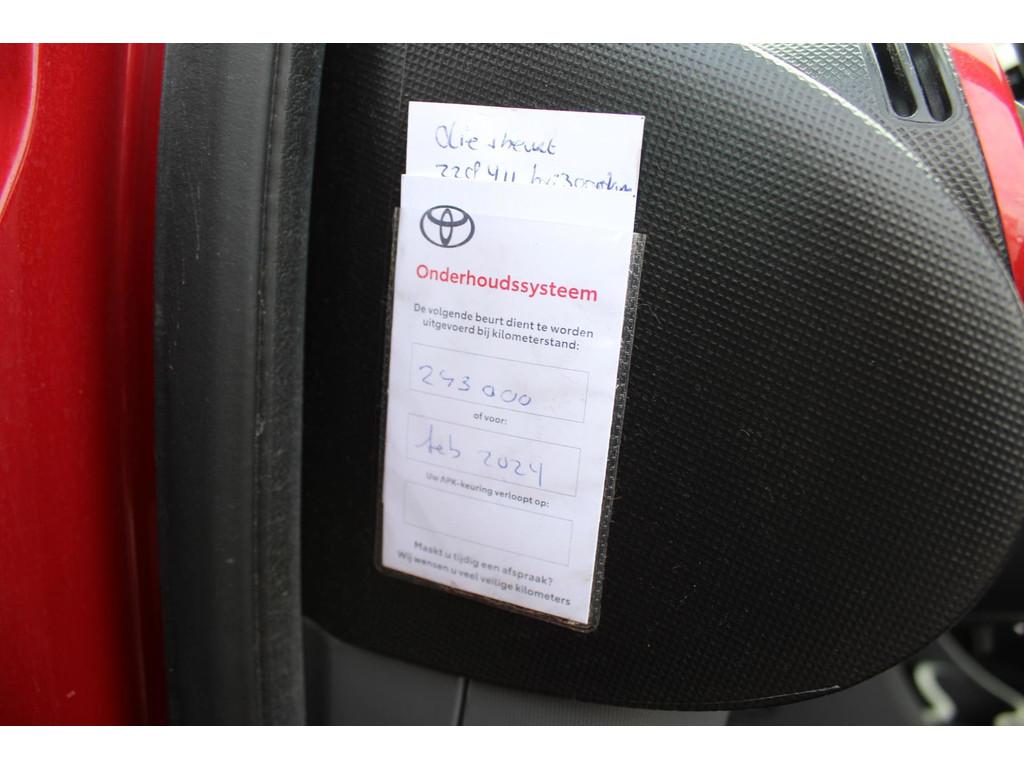 Olie sbeurt
Onderhoudssysteem
De volgende beurt dient te worden
uitgevoerd bij kilometerstand:
243 000
of voor:
feb 2024
Uw APK-keuring verloopt op:
Maakt u tijdig een afspraak?
Wij wensen u veel veilige kilometers